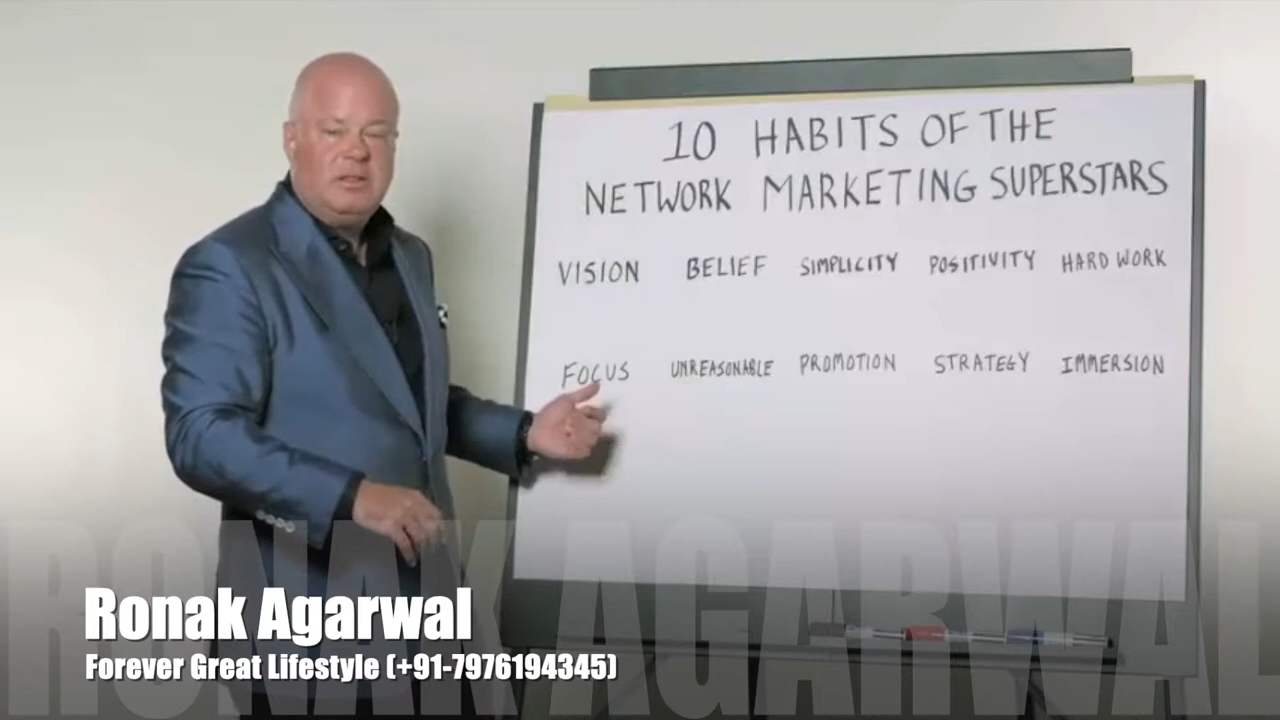 10 HABITS OF THE
NETWORK MARKETING SUPERSTARS
VISION BELIEF SIMPLICITY POSITIVITY HARD WORK
FOCUS UNREASONABLE PROMOTION STRATEGY IMMERSION
RONAK AGARWAL
Ronak Agarwal
Forever Great Lifestyle (+91-7976194345)